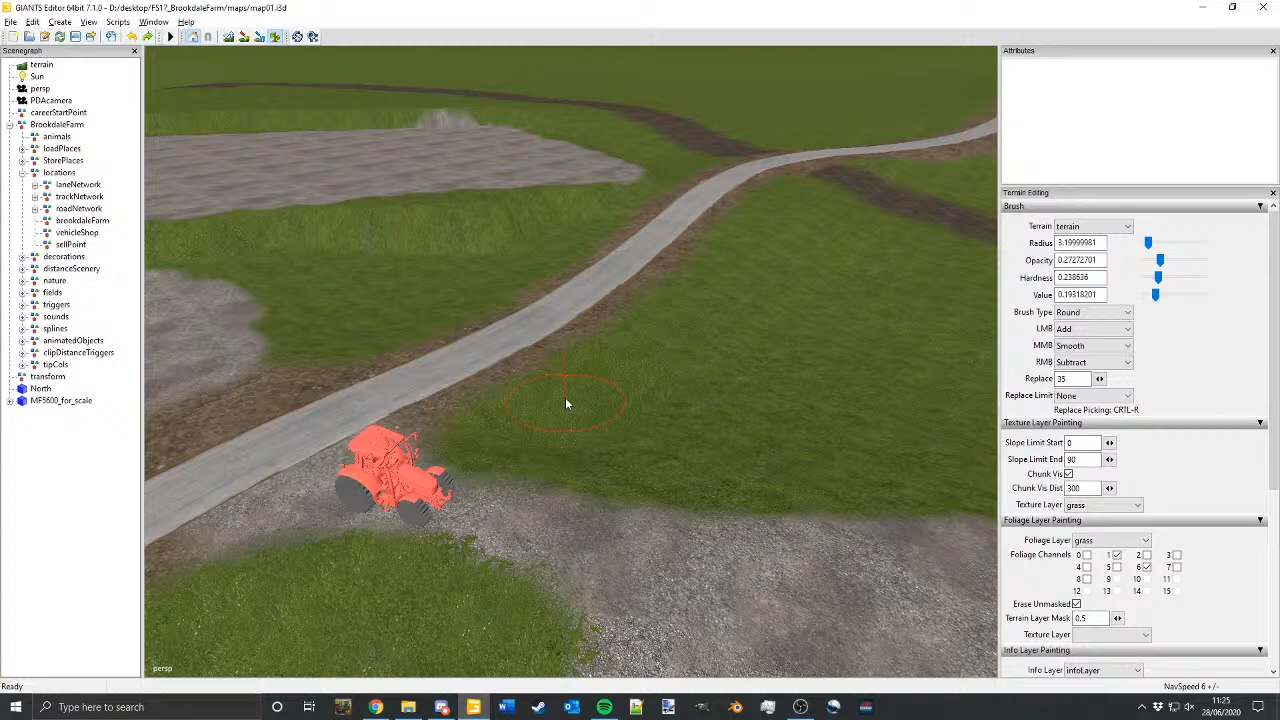 GIANTS Editor 64bit v7.1.0 - D:/desktop/FS17_BrookdaleFarm/maps/map01.i3d
File Edit Create View Scripts Window Help
Scenegraph
terrain
Sun
persp
PDAcamera
careerStartPoint
BrookdaleFarm
animals
loadPlaces
StorePlaces
locations
laneNetwork
trackNetwork
roadNetwork
brookdaleFarm
vehicleShop
sellPoint
decorations
distanceScenery
nature
fields
triggers
sounds
splines
animatedObjects
clipDistanceTriggers
tipCols
transform
North
MF5600_for_scale
persp
Attributes
Terrain Editing
Brush
Terrain terrain
Radius 3.19999981
Opacity 0.27272701
Hardness 0.238636
Value 0.19318201
Brush Type Round
LMB Add
MMB Smooth
RMB Subtract
Replace 35
Replace Limit None
Replace Picking: CRTL-R
Texture Layer Painting
Slope Limit Start 0
Slope Limit End 90
Chunk Vis
Chunk Vis Dist 300
Texture Layer grass
Foliage Layer Painting
Foliage Layer grass
Foliage Channels 0 1 2 3
4 5 6 7
8 9 10 11
12 13 14 15
Erase Unmasked
Terrain Layer Mask 0.5
Texture Layer
Info Layer Painting
Info Layer infoLayer
Ready
NavSpeed 6 +/-
Type here to search
11:25
28/06/2020